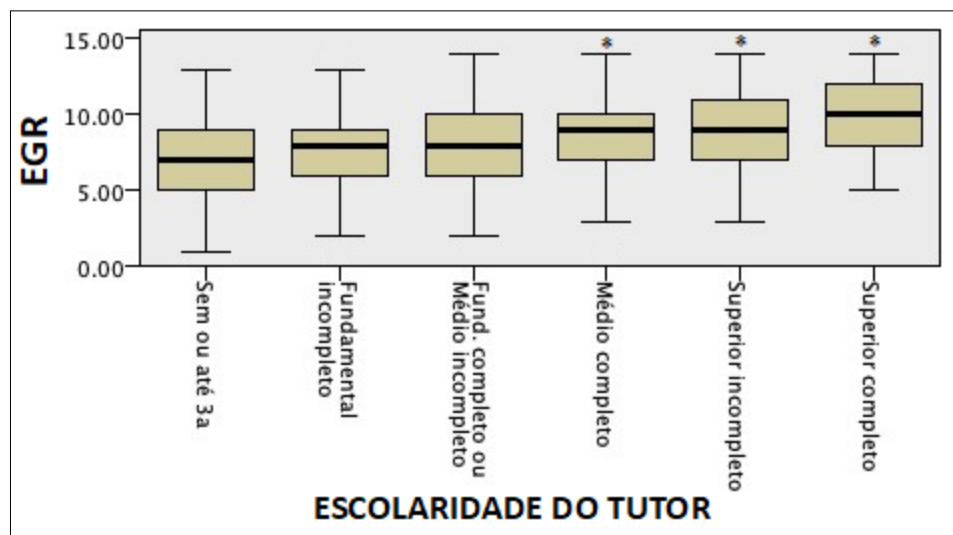 15.00
10.00
5.00
0.00
EGR
* * *
Sem ou até 3a
Fundamental
incompleto
Fund. completo ou
Médio incompleto
Médio completo
Superior incompleto
Superior completo
ESCOLARIDADE DO TUTOR